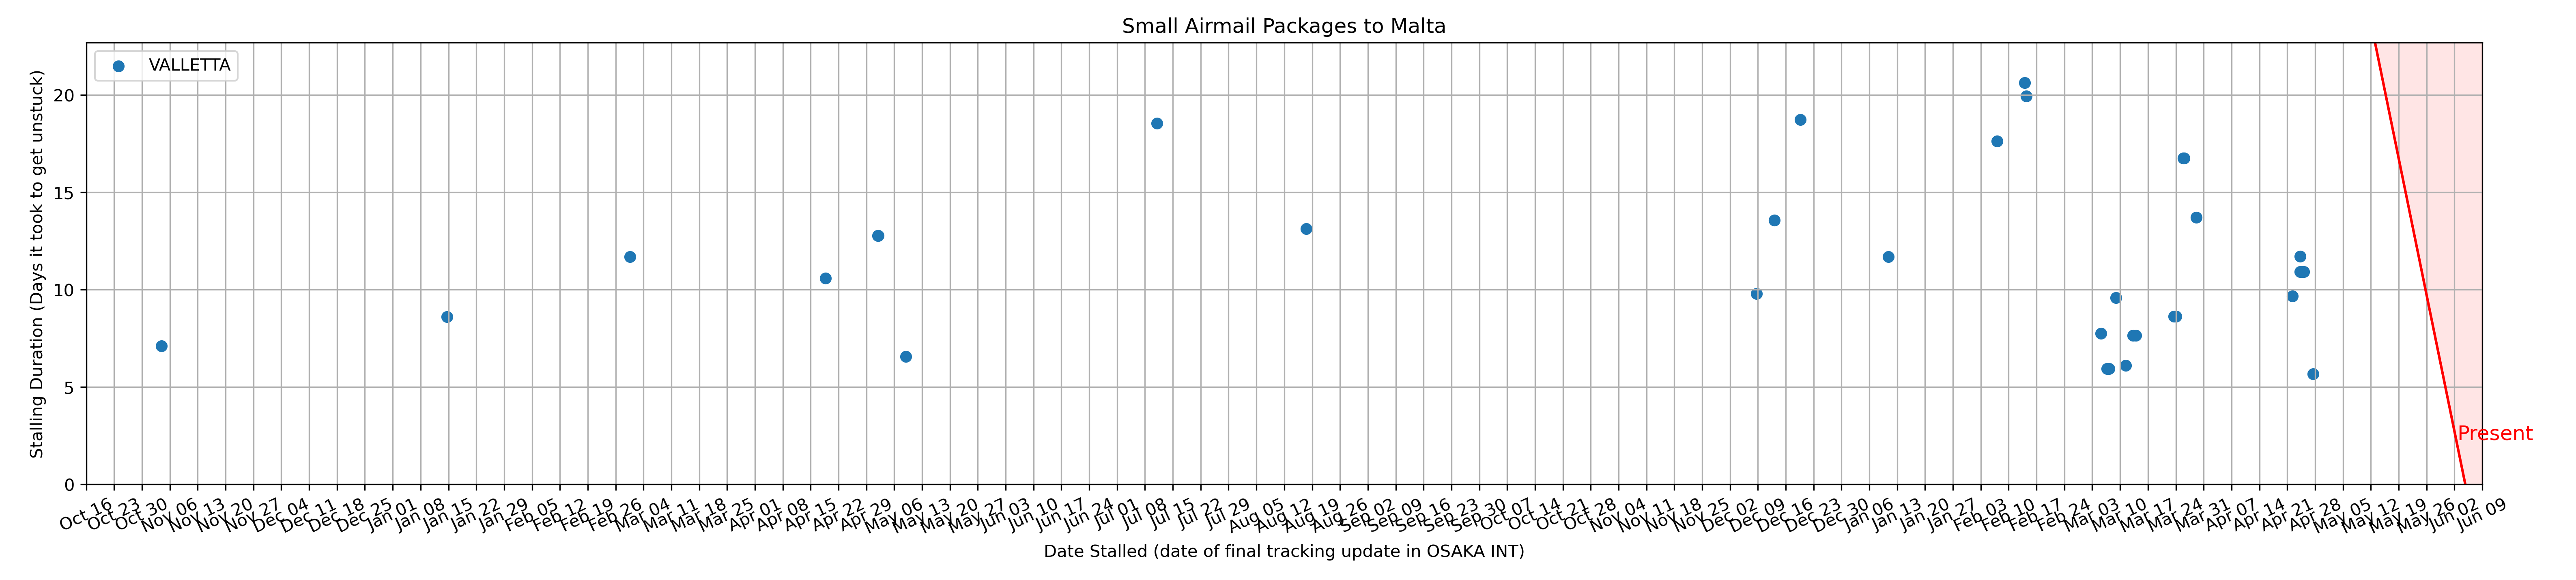 Small Airmail Packages to Malta
VALLETTA
Stalling Duration (Days it took to get unstuck)
20
15
10
5
0
Present
Oct 16 Oct 23 Oct 30 Nov 06 Nov 13 Nov 20 Nov 27 Dec 04 Dec 11 Dec 18 Dec 25 Jan 01 Jan 08 Jan 15 Jan 22 Jan 29 Feb 05 Feb 12 Feb 19 Feb 26 Mar 04 Mar 11 Mar 18 Mar 25 Apr 01 Apr 08 Apr 15 Apr 22 Apr 29 May 06 May 13 May 20 May 27 Jun 03 Jun 10 Jun 17 Jun 24 Jul 01 Jul 08 Jul 15 Jul 22 Jul 29 Aug 05 Aug 12 Aug 19 Aug 26 Sep 02 Sep 09 Sep 16 Sep 23 Sep 30 Oct 07 Oct 14 Oct 21 Oct 28 Nov 04 Nov 11 Nov 18 Nov 25 Dec 02 Dec 09 Dec 16 Dec 23 Dec 30 Jan 06 Jan 13 Jan 20 Jan 27 Feb 03 Feb 10 Feb 17 Feb 24 Mar 03 Mar 10 Mar 17 Mar 24 Mar 31 Apr 07 Apr 14 Apr 21 Apr 28 May 05 May 12 May 19 May 26 Jun 02 Jun 09
Date Stalled (date of final tracking update in OSAKA INT)